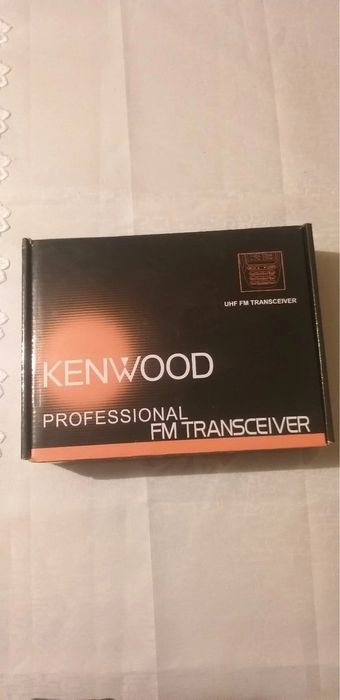 UHF FM TRANSCEIVER
KENWOOD
PROFESSIONAL
FM TRANSCEIVER